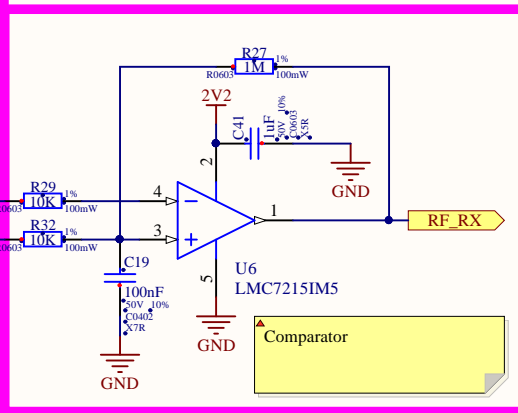 R27
1%
R0603
1M
100mW
2V2
C41
1uF
50V
10%
C0603
X5R
GND
2
R29
1%
R0603
10K
100mW
4
R32
1%
R0603
10K
100mW
3
1
RF_RX
C19
100nF
50V
10%
C0402
X7R
GND
5
U6
LMC7215IM5
GND
Comparator